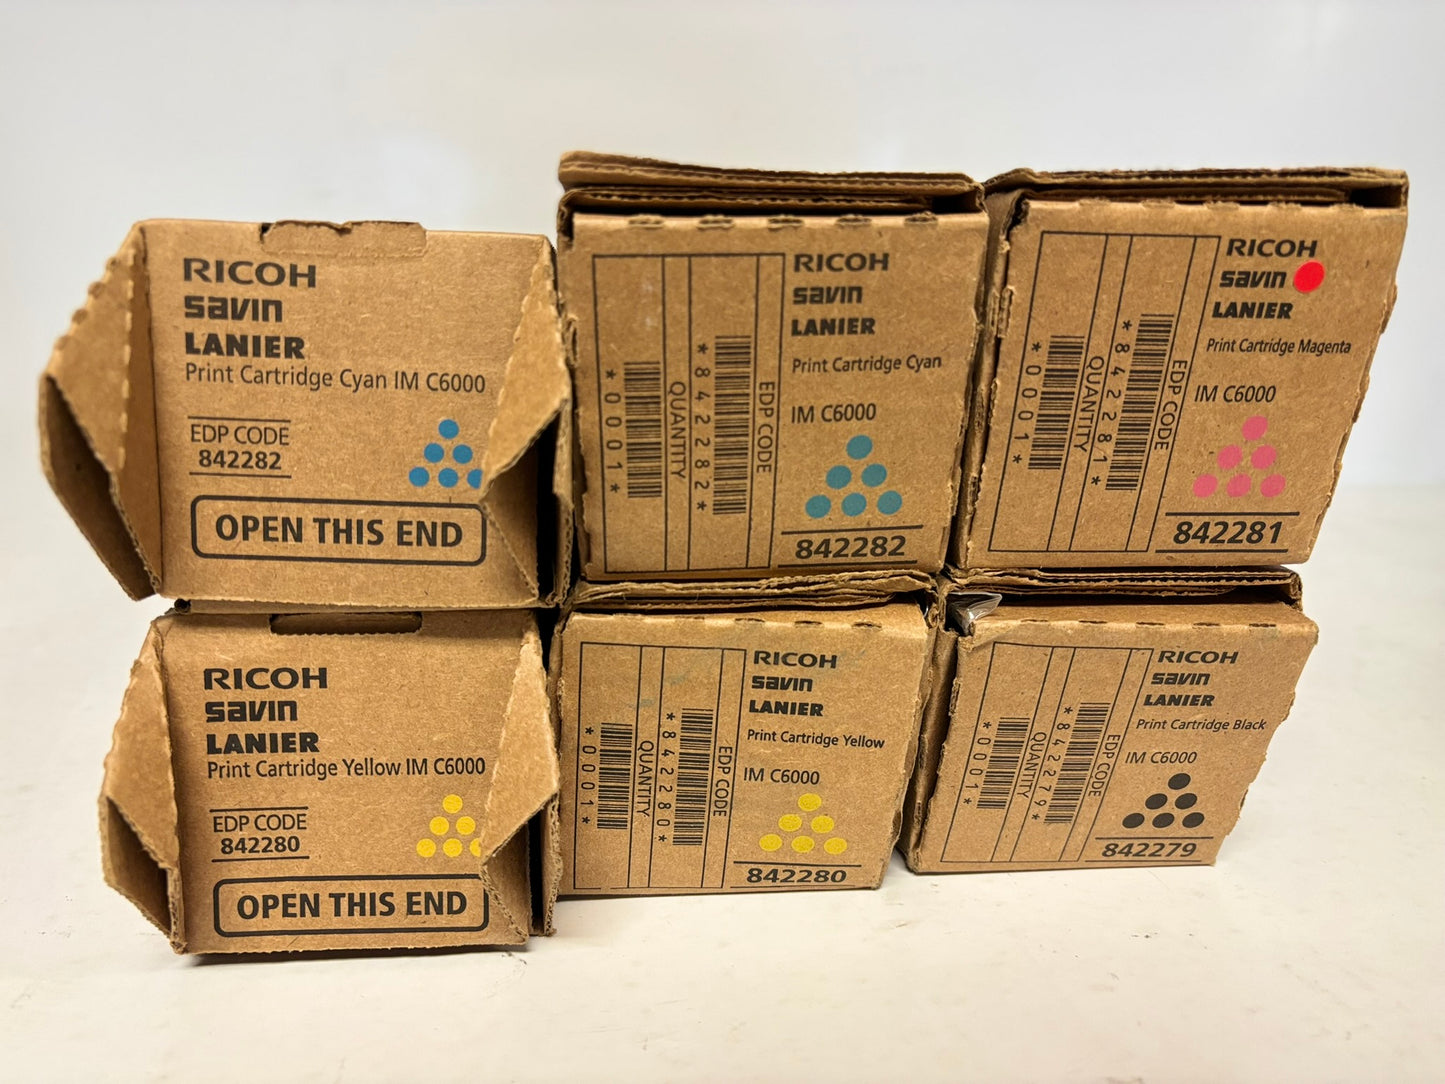 RICOH
savin
LANIER
Print Cartridge Cyan IM C6000
EDP CODE
842282
OPEN THIS END
RICOH
savin
LANIER
Print Cartridge Cyan
IM C6000
842282
EDP CODE
*842282*
QUANTITY
*0001*
RICOH
savin
LANIER
Print Cartridge Magenta
IM C6000
842281
EDP CODE
*842281*
QUANTITY
*0001*
RICOH
savin
LANIER
Print Cartridge Yellow IM C6000
EDP CODE
842280
OPEN THIS END
RICOH
savin
LANIER
Print Cartridge Yellow
IM C6000
842280
EDP CODE
*842280*
QUANTITY
*0001*
RICOH
savin
LANIER
Print Cartridge Black
IM C6000
842279
EDP CODE
*842279*
QUANTITY
*0001*